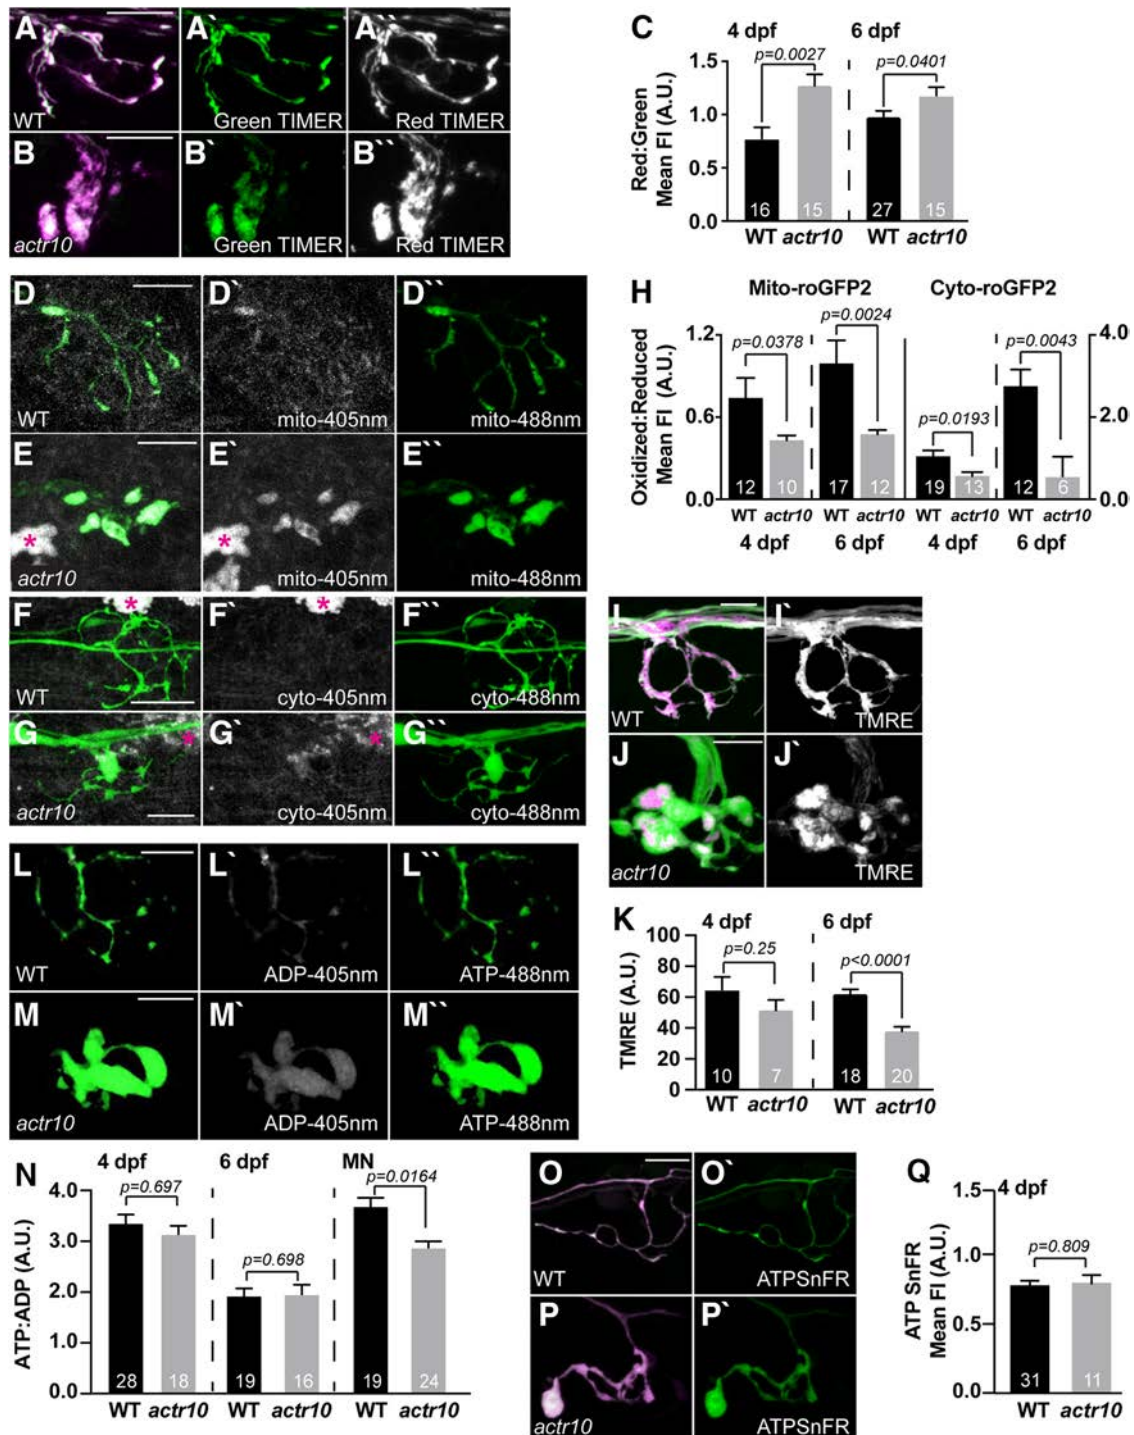 A
WT
A`
Green TIMER
A``
Red TIMER
B
actr10
B`
Green TIMER
B``
Red TIMER
C
4 dpf
6 dpf
p=0.0027
p=0.0401
Red:Green
Mean FI (A.U.)
1.5
1.0
0.5
0.0
16
15
27
15
WT
actr10
WT
actr10
D
WT
D`
mito-405nm
D``
mito-488nm
E
*
actr10
E`
*
mito-405nm
E``
mito-488nm
F
*
WT
F`
*
cyto-405nm
F``
cyto-488nm
G
*
actr10
G`
*
cyto-405nm
G``
cyto-488nm
H
Mito-roGFP2
Cyto-roGFP2
Oxidized:Reduced
Mean FI (A.U.)
1.2
0.6
0.0
4.0
2.0
0.0
p=0.0378
p=0.0024
p=0.0193
p=0.0043
12
10
17
12
19
13
12
6
WT actr10
WT actr10
WT actr10
WT actr10
4 dpf
6 dpf
4 dpf
6 dpf
I
WT
I`
TMRE
J
actr10
J`
TMRE
K
4 dpf
6 dpf
TMRE (A.U.)
100
80
60
40
20
0
p=0.25
p<0.0001
10
7
18
20
WT actr10
WT actr10
L
WT
L`
ADP-405nm
L``
ATP-488nm
M
actr10
M`
ADP-405nm
M``
ATP-488nm
N
4 dpf
6 dpf
MN
ATP:ADP (A.U.)
4.0
3.0
2.0
1.0
0.0
p=0.697
p=0.698
p=0.0164
28
18
19
16
19
24
WT actr10
WT actr10
WT actr10
O
WT
O`
ATPSnFR
P
actr10
P`
ATPSnFR
Q
4 dpf
ATP SnFR
Mean FI (A.U.)
1.5
1.0
0.5
0.0
p=0.809
31
11
WT actr10